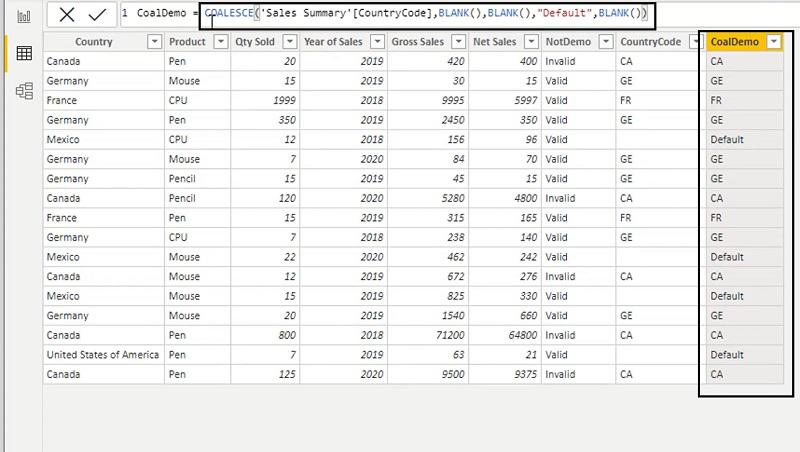 1 CoalDemo = COALESCE('Sales Summary'[CountryCode],BLANK(),BLANK(),"Default",BLANK())
Country Product Qty Sold Year of Sales Gross Sales Net Sales NotDemo CountryCode CoalDemo
Canada Pen 20 2019 420 400 Invalid CA CA
Germany Mouse 15 2019 30 15 Valid GE GE
France CPU 1999 2018 9995 5997 Valid FR FR
Germany Pen 350 2019 2450 350 Valid GE GE
Mexico CPU 12 2018 156 96 Valid Default
Germany Mouse 7 2020 84 70 Valid GE GE
Germany Pencil 15 2019 45 15 Valid GE GE
Canada Pencil 120 2020 5280 4800 Invalid CA CA
France Pen 15 2019 315 165 Valid FR FR
Germany CPU 7 2018 238 140 Valid GE GE
Mexico Mouse 22 2020 462 242 Valid Default
Canada Mouse 12 2019 672 276 Invalid CA CA
Mexico Mouse 15 2019 825 330 Valid Default
Germany Mouse 20 2019 1540 660 Valid GE GE
Canada Pen 800 2018 71200 64800 Invalid CA CA
United States of America Pen 7 2019 63 21 Valid Default
Canada Pen 125 2020 9500 9375 Invalid CA CA